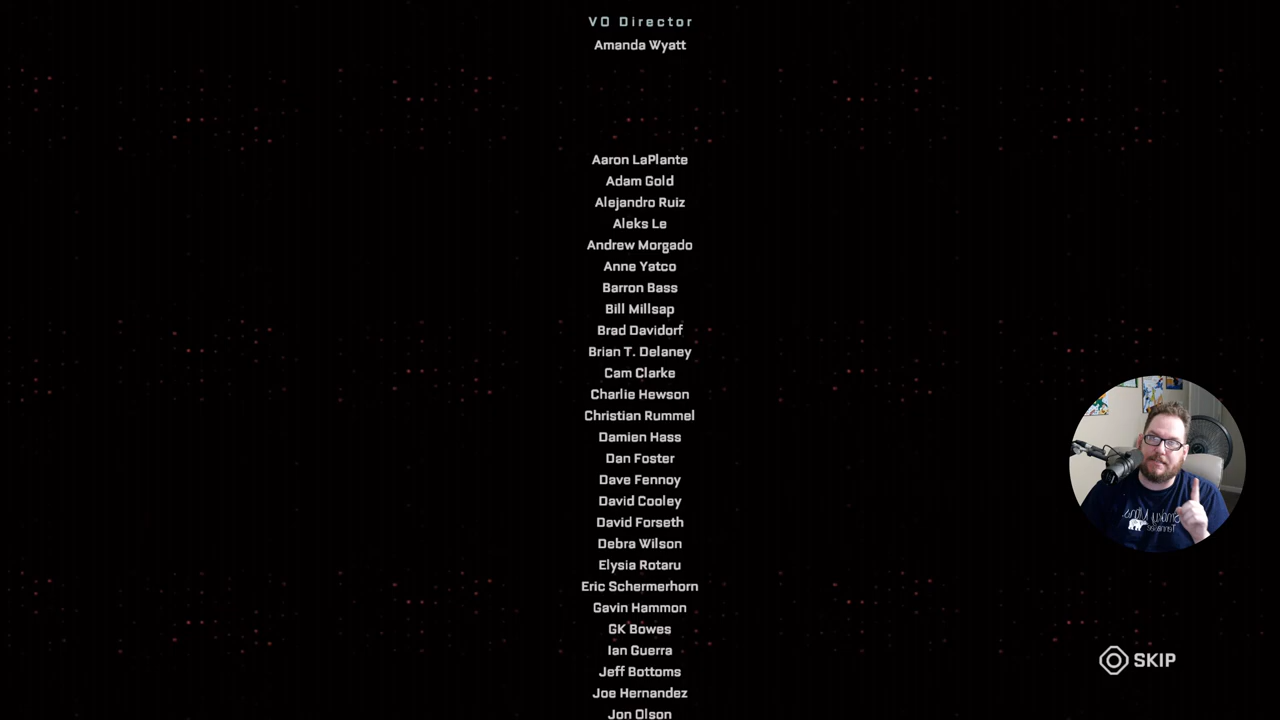 VO Director
Amanda Wyatt
Aaron LaPlante
Adam Gold
Alejandro Ruiz
Aleks Le
Andrew Morgado
Anne Yatco
Barron Bass
Bill Millsap
Brad Davidorf
Brian T. Delaney
Cam Clarke
Charlie Hewson
Christian Rummel
Damien Hass
Dan Foster
Dave Fennoy
David Cooley
David Forseth
Debra Wilson
Elysia Rotaru
Eric Schermerhorn
Gavin Hammon
GK Bowes
Ian Guerra
Jeff Bottoms
SKIP
Joe Hernandez
Jon Olson